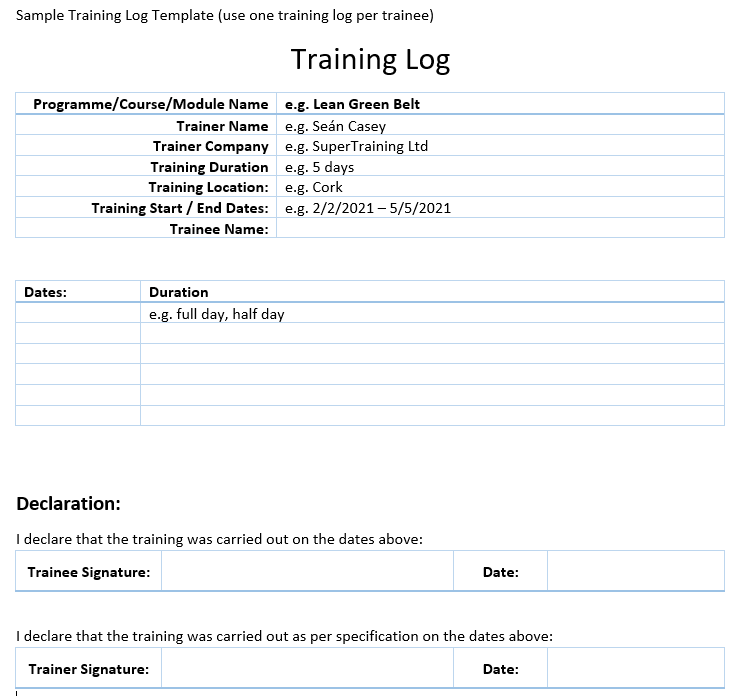 Sample Training Log Template (use one training log per trainee)
Training Log
Programme/Course/Module Name e.g. Lean Green Belt
Trainer Name e.g. Seán Casey
Trainer Company e.g. SuperTraining Ltd
Training Duration e.g. 5 days
Training Location: e.g. Cork
Training Start / End Dates: e.g. 2/2/2021 – 5/5/2021
Trainee Name:
Dates: Duration
e.g. full day, half day
Declaration:
I declare that the training was carried out on the dates above:
Trainee Signature: Date:
I declare that the training was carried out as per specification on the dates above:
Trainer Signature: Date: